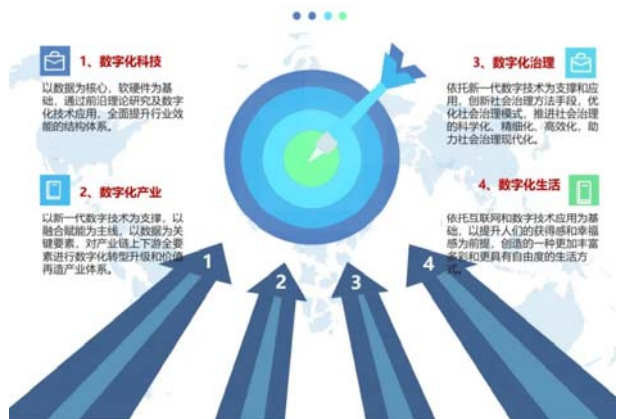 1、数字化科技
以数据为核心，软硬件为基
础，通过前沿理论研究及数字
化技术应用，全面提升行业效
能的结构体系。
2、数字化产业
以新一代数字技术为支撑，以
融合赋能为主线，以数据为关
键要素，对产业链上下游全要
素进行数字化转型升级和价值
再造产业体系。
3、数字化治理
依托新一代数字技术为支撑和应
用，创新社会治理方法手段，优
化社会治理模式，推进社会治理
的科学化、精细化、高效化，助
力社会治理现代化。
4、数字化生活
依托互联网和数字技术应用为基
础，以提升人们的获得感和幸福
感为前提，创造的一种更加丰富
多彩和更具有自由度的生活方
式。
1
2
3
4